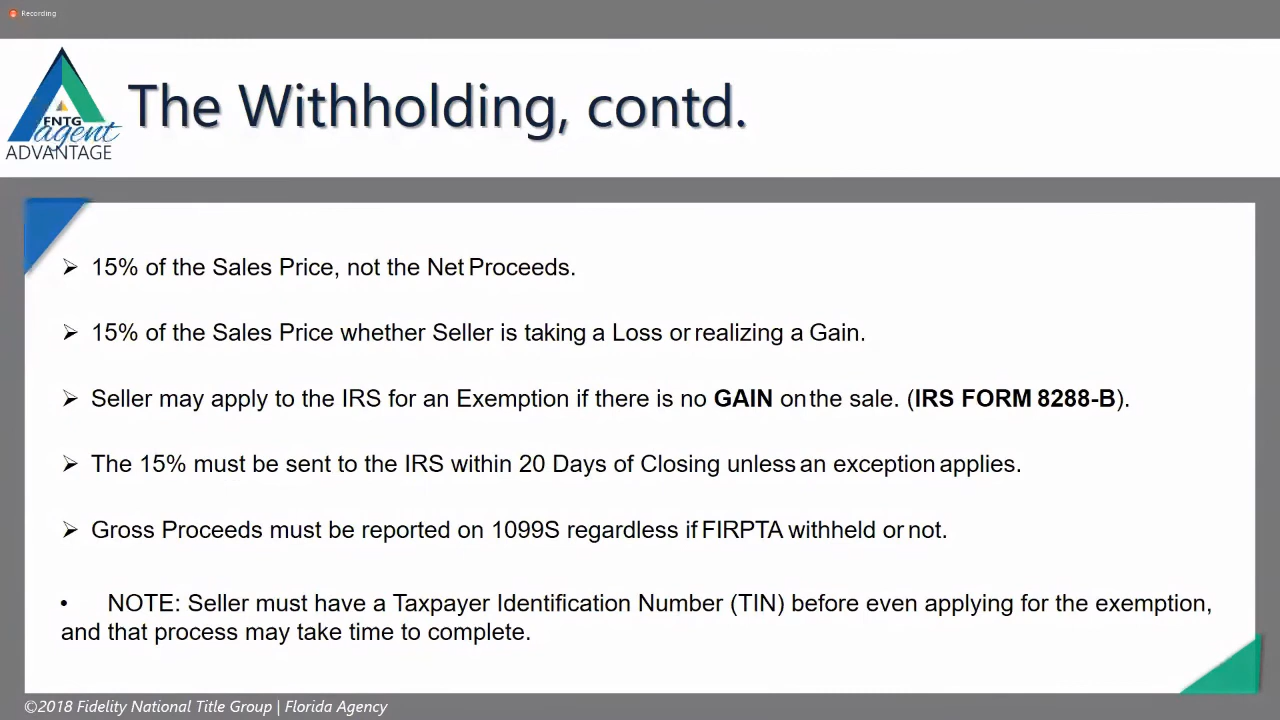 Recording
The Withholding, contd.
FNTG
agent
ADVANTAGE
➢ 15% of the Sales Price, not the Net Proceeds.
➢ 15% of the Sales Price whether Seller is taking a Loss or realizing a Gain.
➢ Seller may apply to the IRS for an Exemption if there is no GAIN on the sale. (IRS FORM 8288-B).
➢ The 15% must be sent to the IRS within 20 Days of Closing unless an exception applies.
➢ Gross Proceeds must be reported on 1099S regardless if FIRPTA withheld or not.
• NOTE: Seller must have a Taxpayer Identification Number (TIN) before even applying for the exemption,
and that process may take time to complete.
©2018 Fidelity National Title Group | Florida Agency